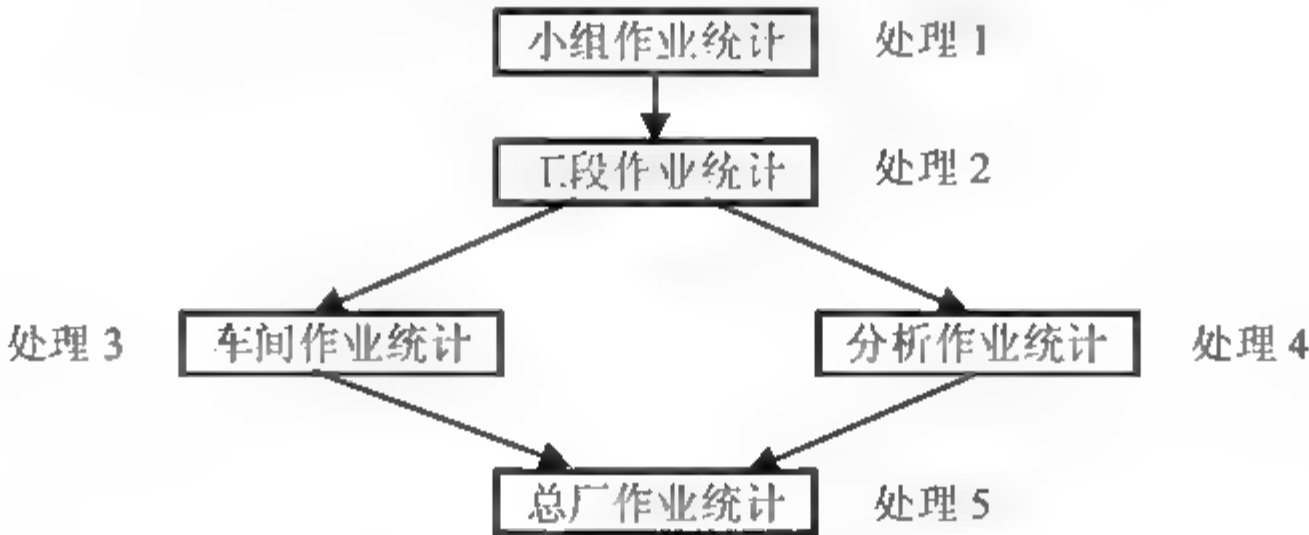 小组作业统计 处理 1
工段作业统计 处理 2
处理 3 车间作业统计 分析作业统计 处理 4
总厂作业统计 处理 5